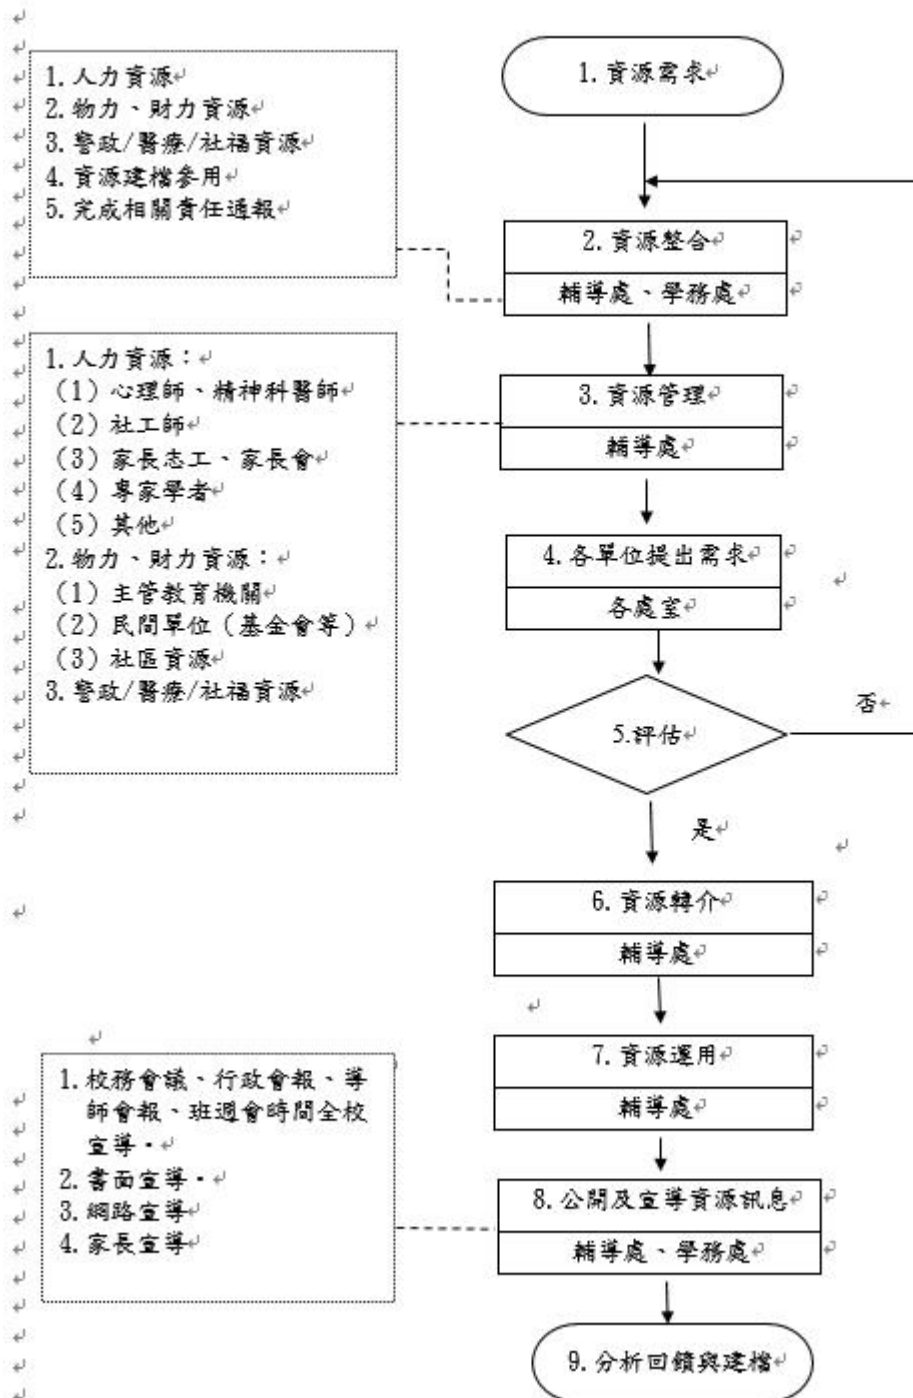 1.人力資源
2.物力、財力資源
3.警政/醫療/社福資源
4.資源建檔參用
5.完成相關責任通報
1.資源需求
2.資源整合
輔導處、學務處
1.人力資源：
(1)心理師、精神科醫師
(2)社工師
(3)家長志工、家長會
(4)專家學者
(5)其他
2.物力、財力資源：
(1)主管教育機關
(2)民間單位（基金會等）
(3)社區資源
3.警政/醫療/社福資源
3.資源管理
輔導處
4.各單位提出需求
各處室
5.評估
否
是
6.資源轉介
輔導處
7.資源運用
輔導處
1.校務會議、行政會報、導
師會報、班週會時間全校
宣導。
2.書面宣導。
3.網路宣導
4.家長宣導
8.公開及宣導資源訊息
輔導處、學務處
9.分析回饋與建檔